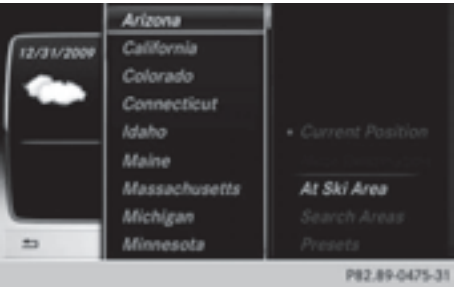 12/31/2009
Arizona
California
Colorado
Connecticut
Idaho
Maine
Massachusetts
Michigan
Minnesota
• Current Position
At Ski Area
Search Areas
Presets
P82.89-0475-31